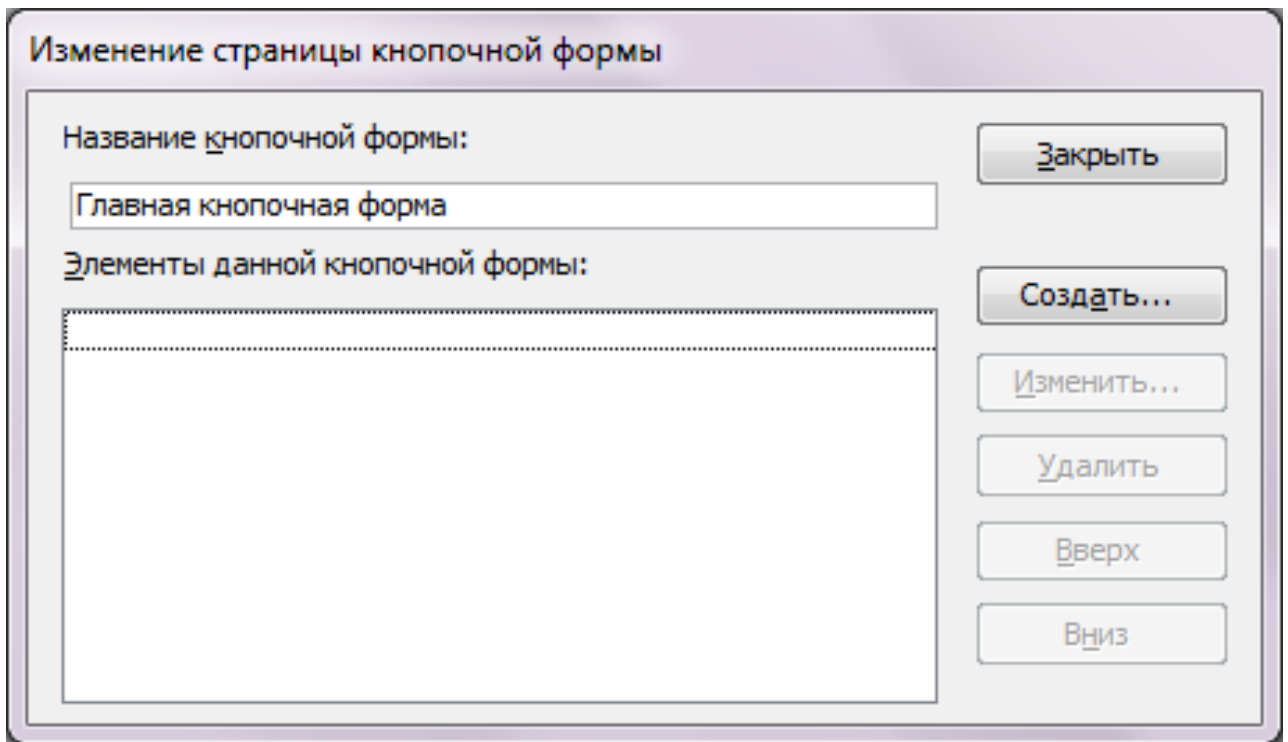 Изменение страницы кнопочной формы
Название кнопочной формы:
Закрыть
Главная кнопочная форма
Элементы данной кнопочной формы:
Создать...
Изменить...
Удалить
Вверх
Вниз